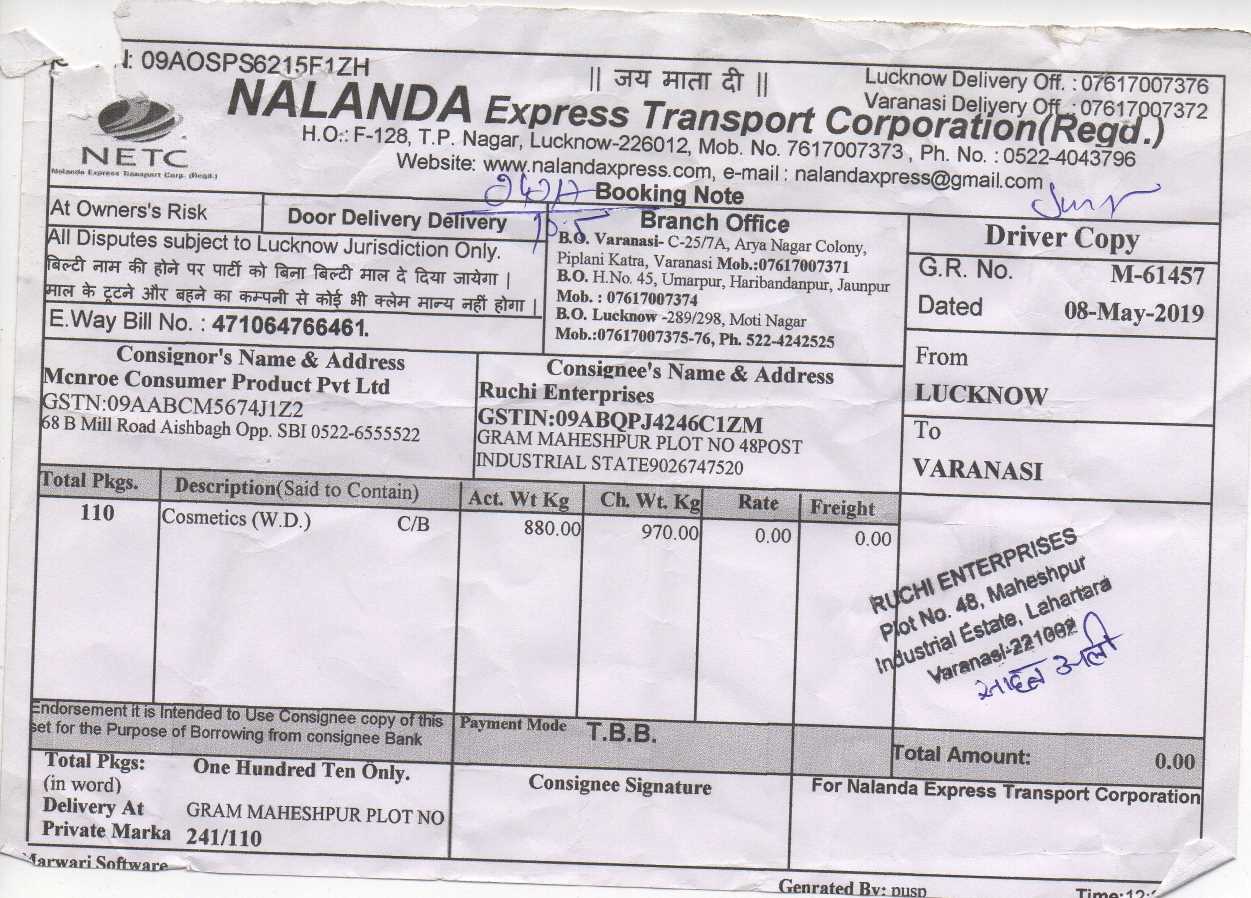 N: 09AOSPS6215F1ZH
|| जय माता दी ||
Lucknow Delivery Off. : 07617007376
Varanasi Delivery Off. : 07617007372
NALANDA Express Transport Corporation(Regd.)
NETC
Nalanda Express Transport Corp. (Regd.)
H.O.: F-128, T.P. Nagar, Lucknow-226012, Mob. No. 7617007373 , Ph. No. : 0522-4043796
Website: www.nalandaxpress.com, e-mail : nalandaxpress@gmail.com
Booking Note
At Owners's Risk
Door Delivery Delivery
All Disputes subject to Lucknow Jurisdiction Only.
बिल्टी नाम की होने पर पार्टी को बिना बिल्टी माल दे दिया जायेगा |
माल के टूटने और बहने का कम्पनी से कोई भी क्लेम मान्य नहीं होगा |
E.Way Bill No. : 471064766461.
Branch Office
B.O. Varanasi- C-25/7A, Arya Nagar Colony,
Piplani Katra, Varanasi Mob.:07617007371
B.O. H.No. 45, Umarpur, Haribandanpur, Jaunpur
Mob. : 07617007374
B.O. Lucknow -289/298, Moti Nagar
Mob.:07617007375-76, Ph. 522-4242525
Driver Copy
G.R. No. M-61457
Dated 08-May-2019
From
LUCKNOW
To
VARANASI
Consignor's Name & Address
Mcnroe Consumer Product Pvt Ltd
GSTN:09AABCM5674J1Z2
68 B Mill Road Aishbagh Opp. SBI 0522-6555522
Consignee's Name & Address
Ruchi Enterprises
GSTIN:09ABQPJ4246C1ZM
GRAM MAHESHPUR PLOT NO 48POST
INDUSTRIAL STATE9026747520
Total Pkgs. Description(Said to Contain) Act. Wt Kg Ch. Wt. Kg Rate Freight
110 Cosmetics (W.D.) C/B 880.00 970.00 0.00 0.00
RUCHI ENTERPRISES
Plot No. 48, Maheshpur
Industrial Estate, Lahartara
Varanasi-221002
Endorsement it is Intended to Use Consignee copy of this
set for the Purpose of Borrowing from consignee Bank
Payment Mode T.B.B.
Total Amount: 0.00
Total Pkgs: One Hundred Ten Only.
(in word)
Delivery At GRAM MAHESHPUR PLOT NO
Private Marka 241/110
Consignee Signature
For Nalanda Express Transport Corporation
Marwari Software
Genrated By: pusp
Time:12: